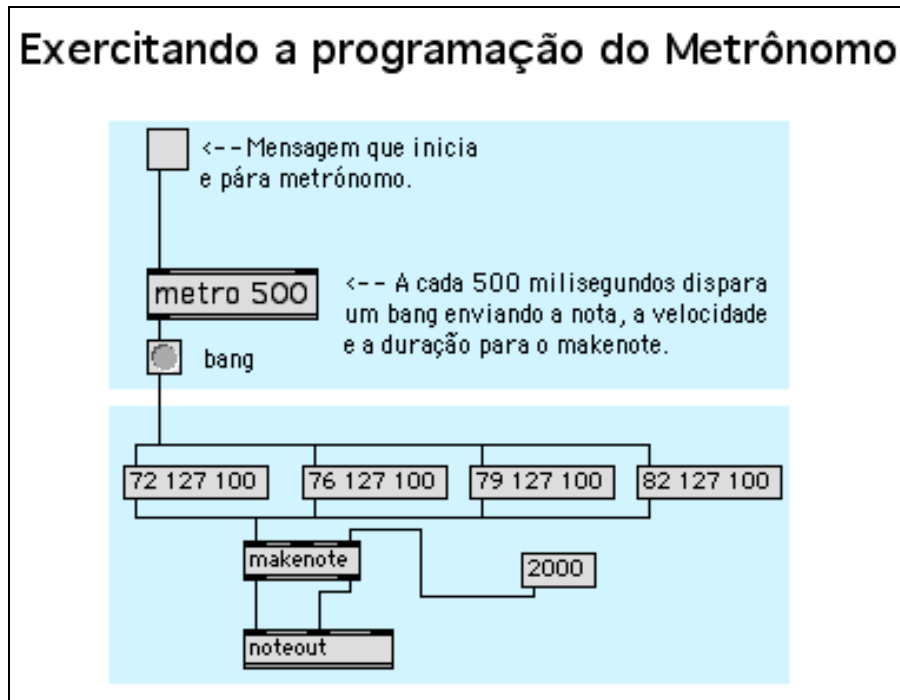 Exercitando a programação do Metrônomo
<-- Mensagem que inicia
e pára metrónomo.
metro 500
<-- A cada 500 milisegundos dispara
um bang enviando a nota, a velocidade
e a duração para o makenote.
bang
72 127 100
76 127 100
79 127 100
82 127 100
makenote
2000
noteout